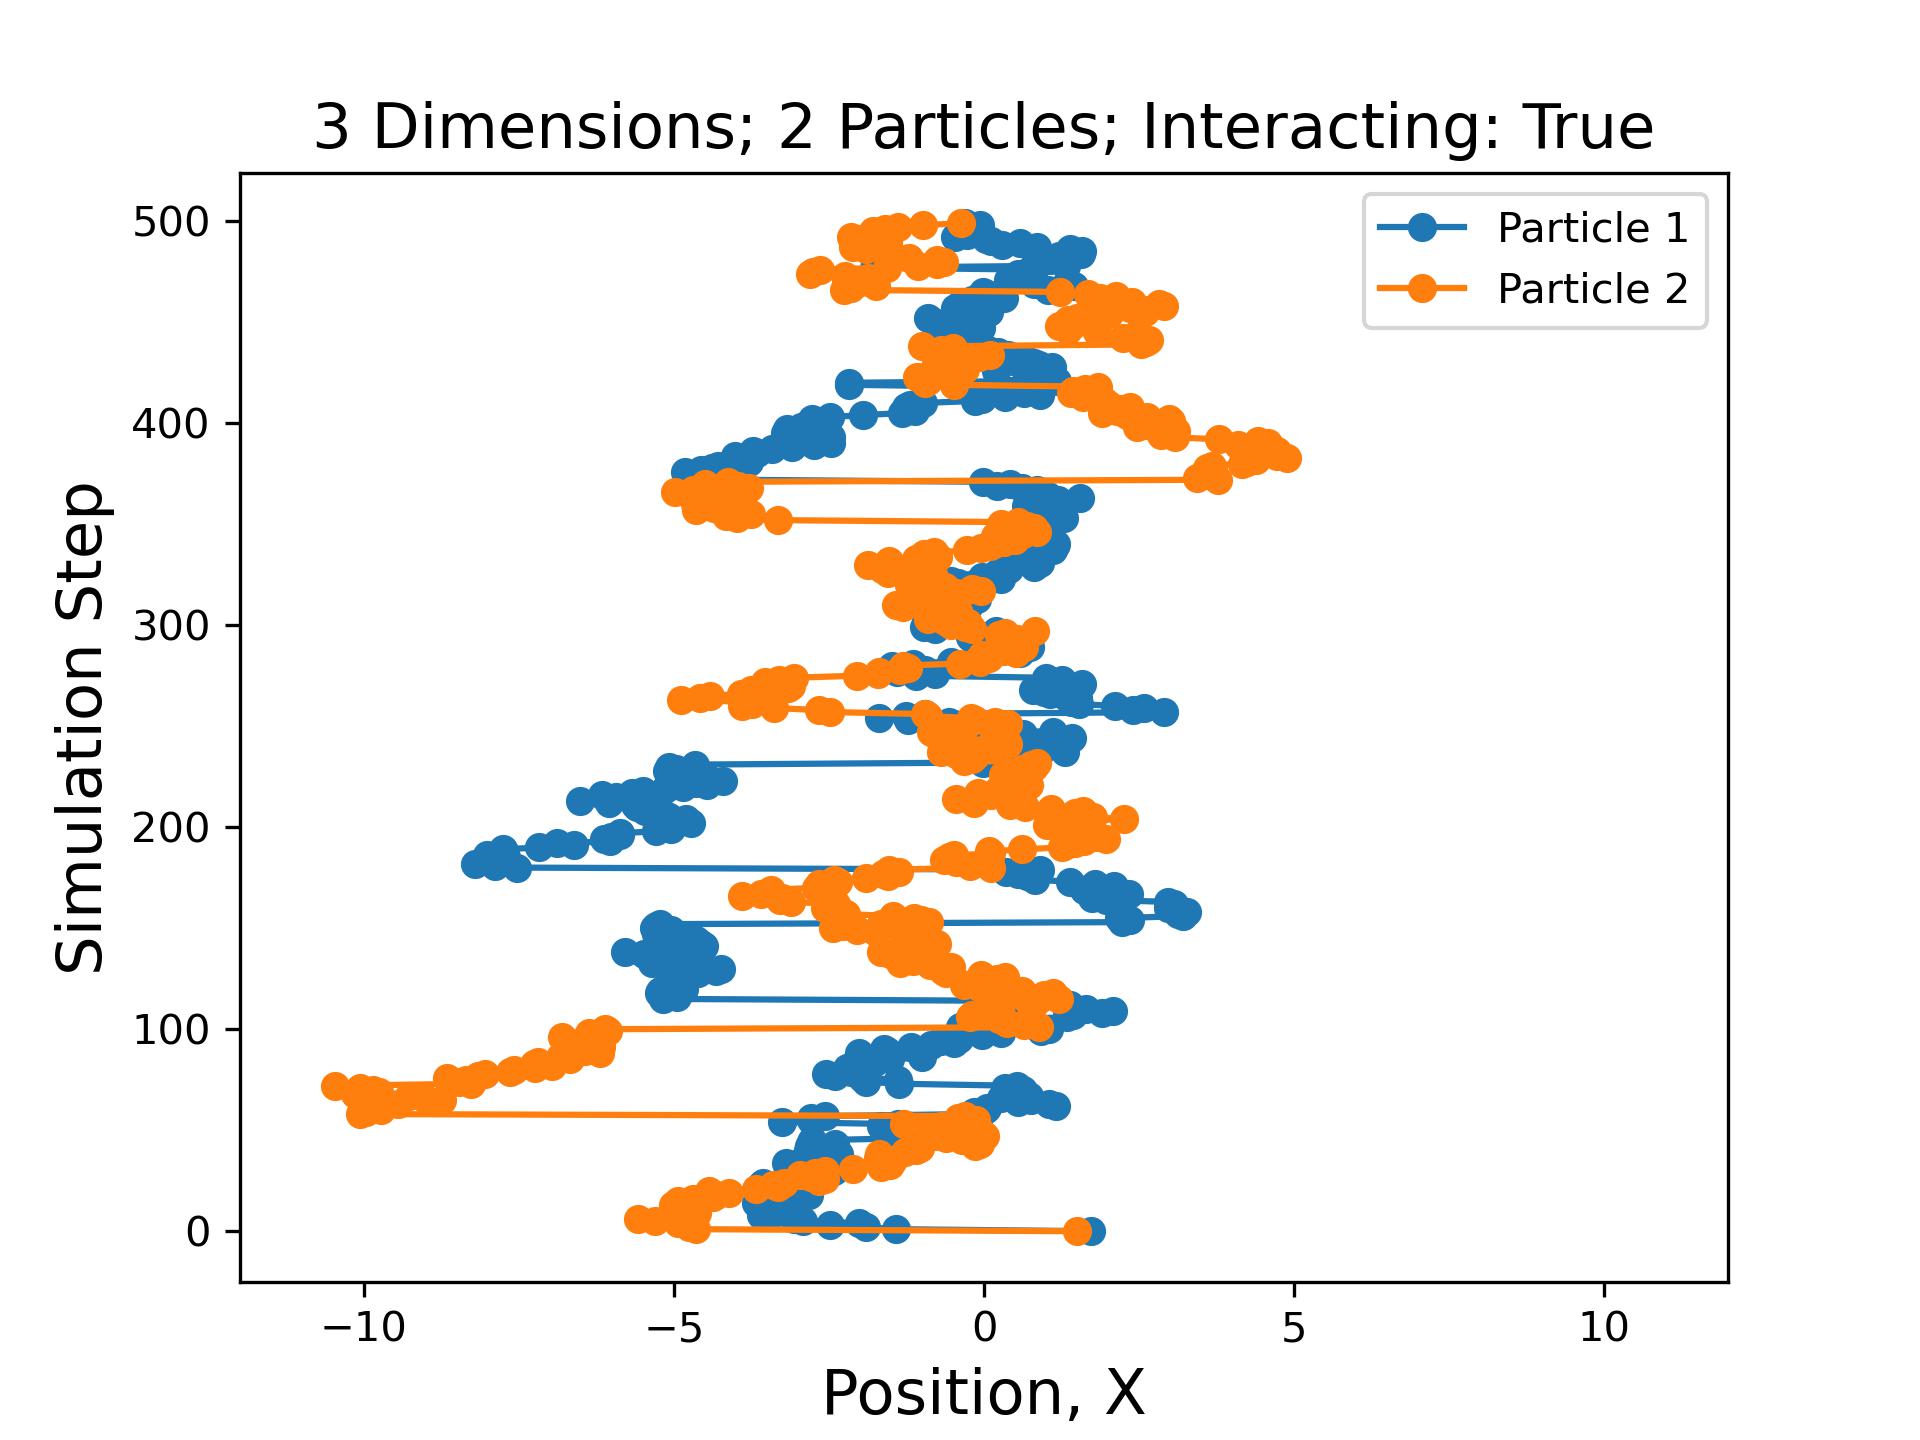 3 Dimensions; 2 Particles; Interacting: True
Particle 1
Particle 2
Simulation Step
500
400
300
200
100
0
−10
−5
0
5
10
Position, X